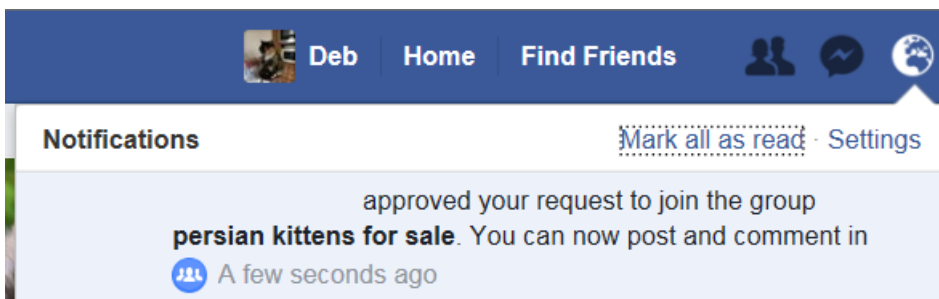 Deb Home Find Friends
Notifications Mark all as read · Settings
approved your request to join the group
persian kittens for sale. You can now post and comment in
A few seconds ago